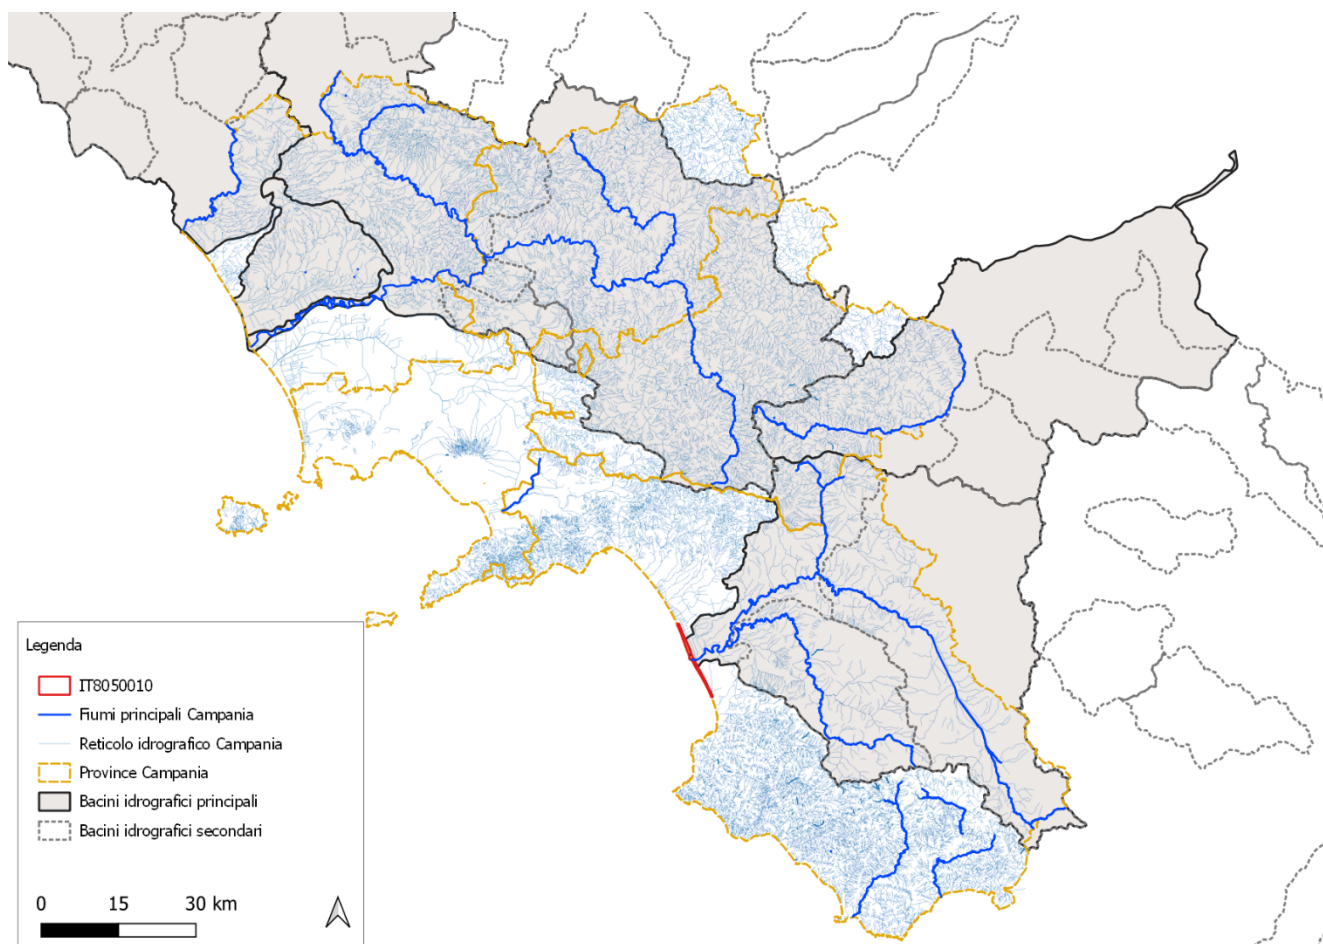 Legenda
IT8050010
Fiumi principali Campania
Reticolo idrografico Campania
Province Campania
Bacini idrografici principali
Bacini idrografici secondari
0 15 30 km